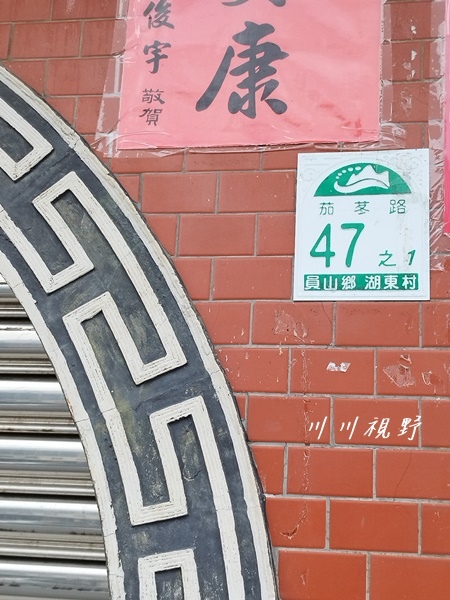 康
俊宇 敬賀
茄苳路
47之1
員山鄉 湖東村
川川視野